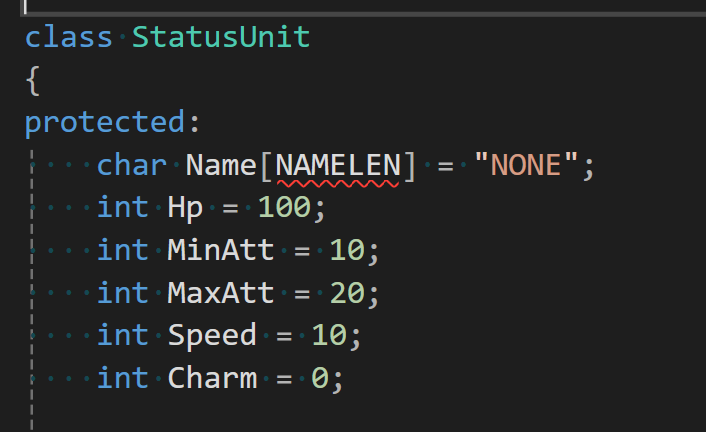 class StatusUnit
{
protected:
    char Name[NAMELEN] = "NONE";
    int Hp = 100;
    int MinAtt = 10;
    int MaxAtt = 20;
    int Speed = 10;
    int Charm = 0;